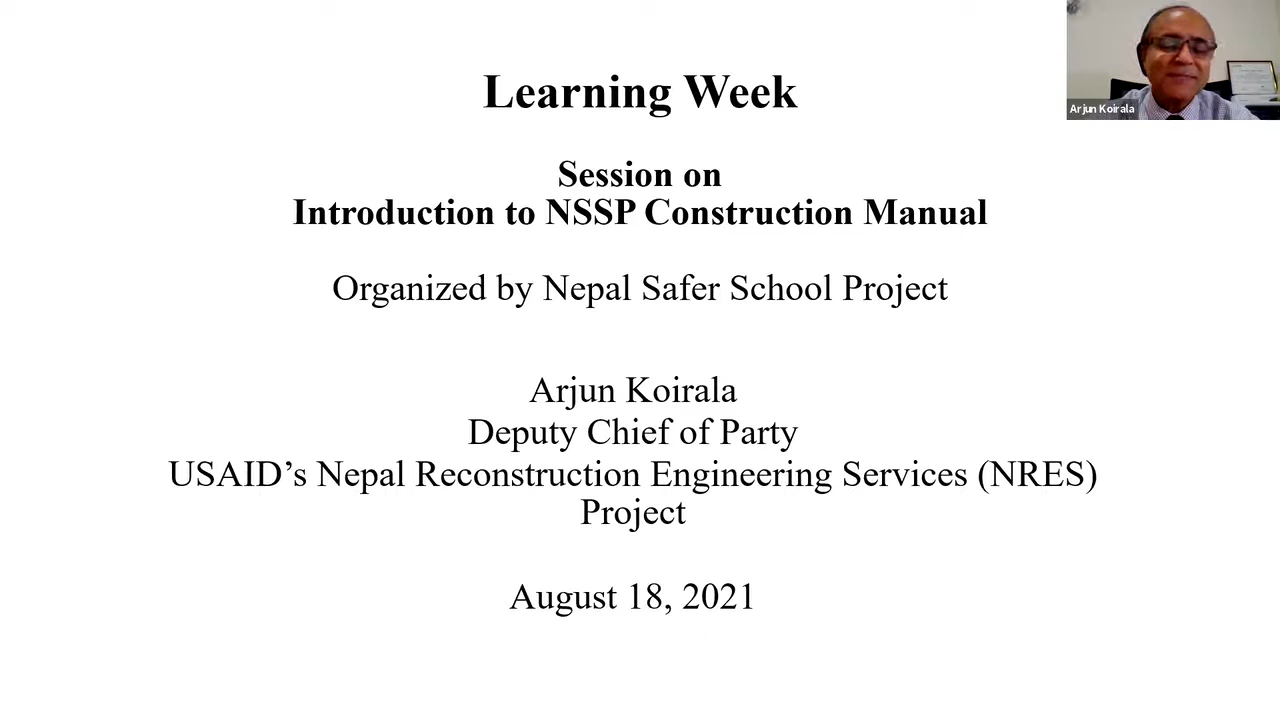 Learning Week
Session on
Introduction to NSSP Construction Manual
Organized by Nepal Safer School Project
Arjun Koirala
Deputy Chief of Party
USAID’s Nepal Reconstruction Engineering Services (NRES)
Project
August 18, 2021
Arjun Koirala